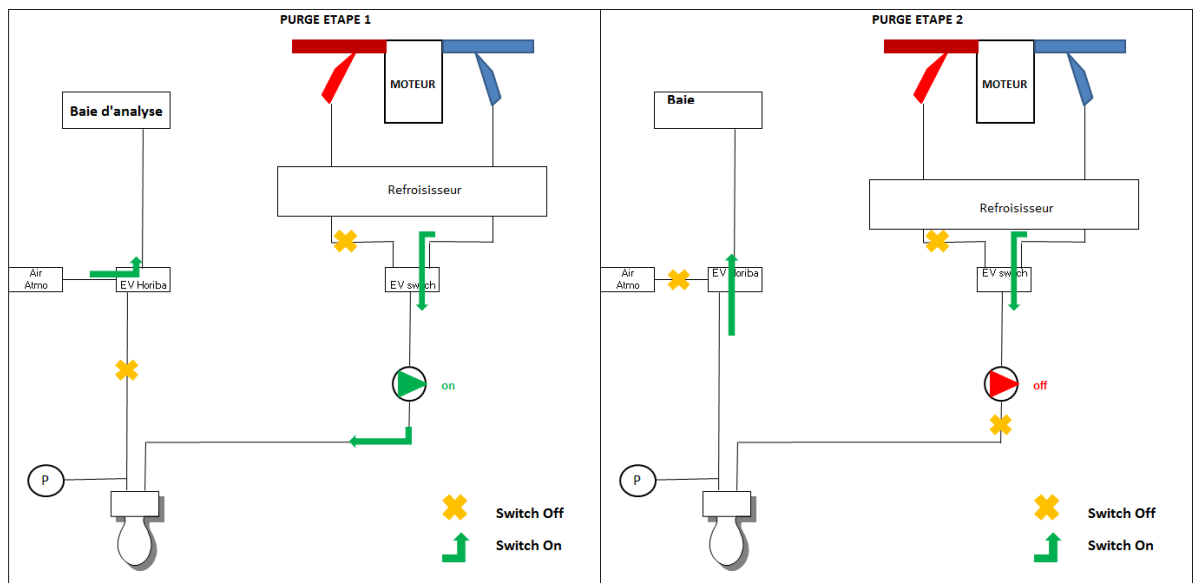 PURGE ETAPE 1
MOTEUR
Baie d'analyse
Refroisisseur
Air
Atmo
EV Horiba
EV switch
on
P
Switch Off
Switch On
PURGE ETAPE 2
MOTEUR
Baie
Refroisisseur
Air
Atmo
EV Horiba
EV switch
off
P
Switch Off
Switch On